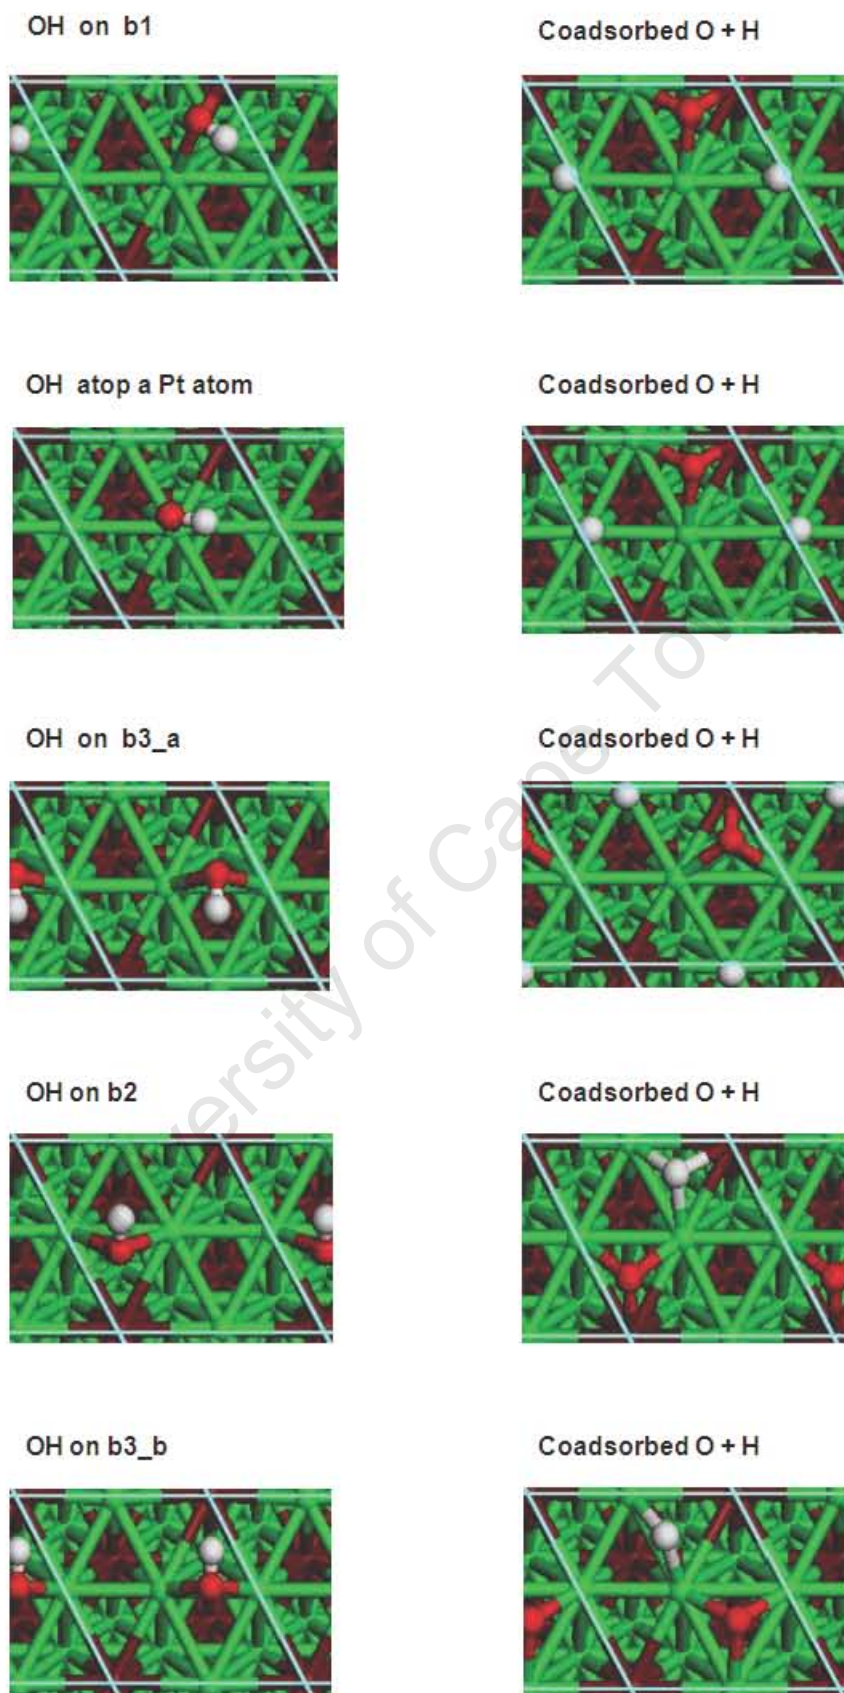 OH on b1
Coadsorbed O + H
OH atop a Pt atom
Coadsorbed O + H
OH on b3_a
Coadsorbed O + H
OH on b2
Coadsorbed O + H
OH on b3_b
Coadsorbed O + H